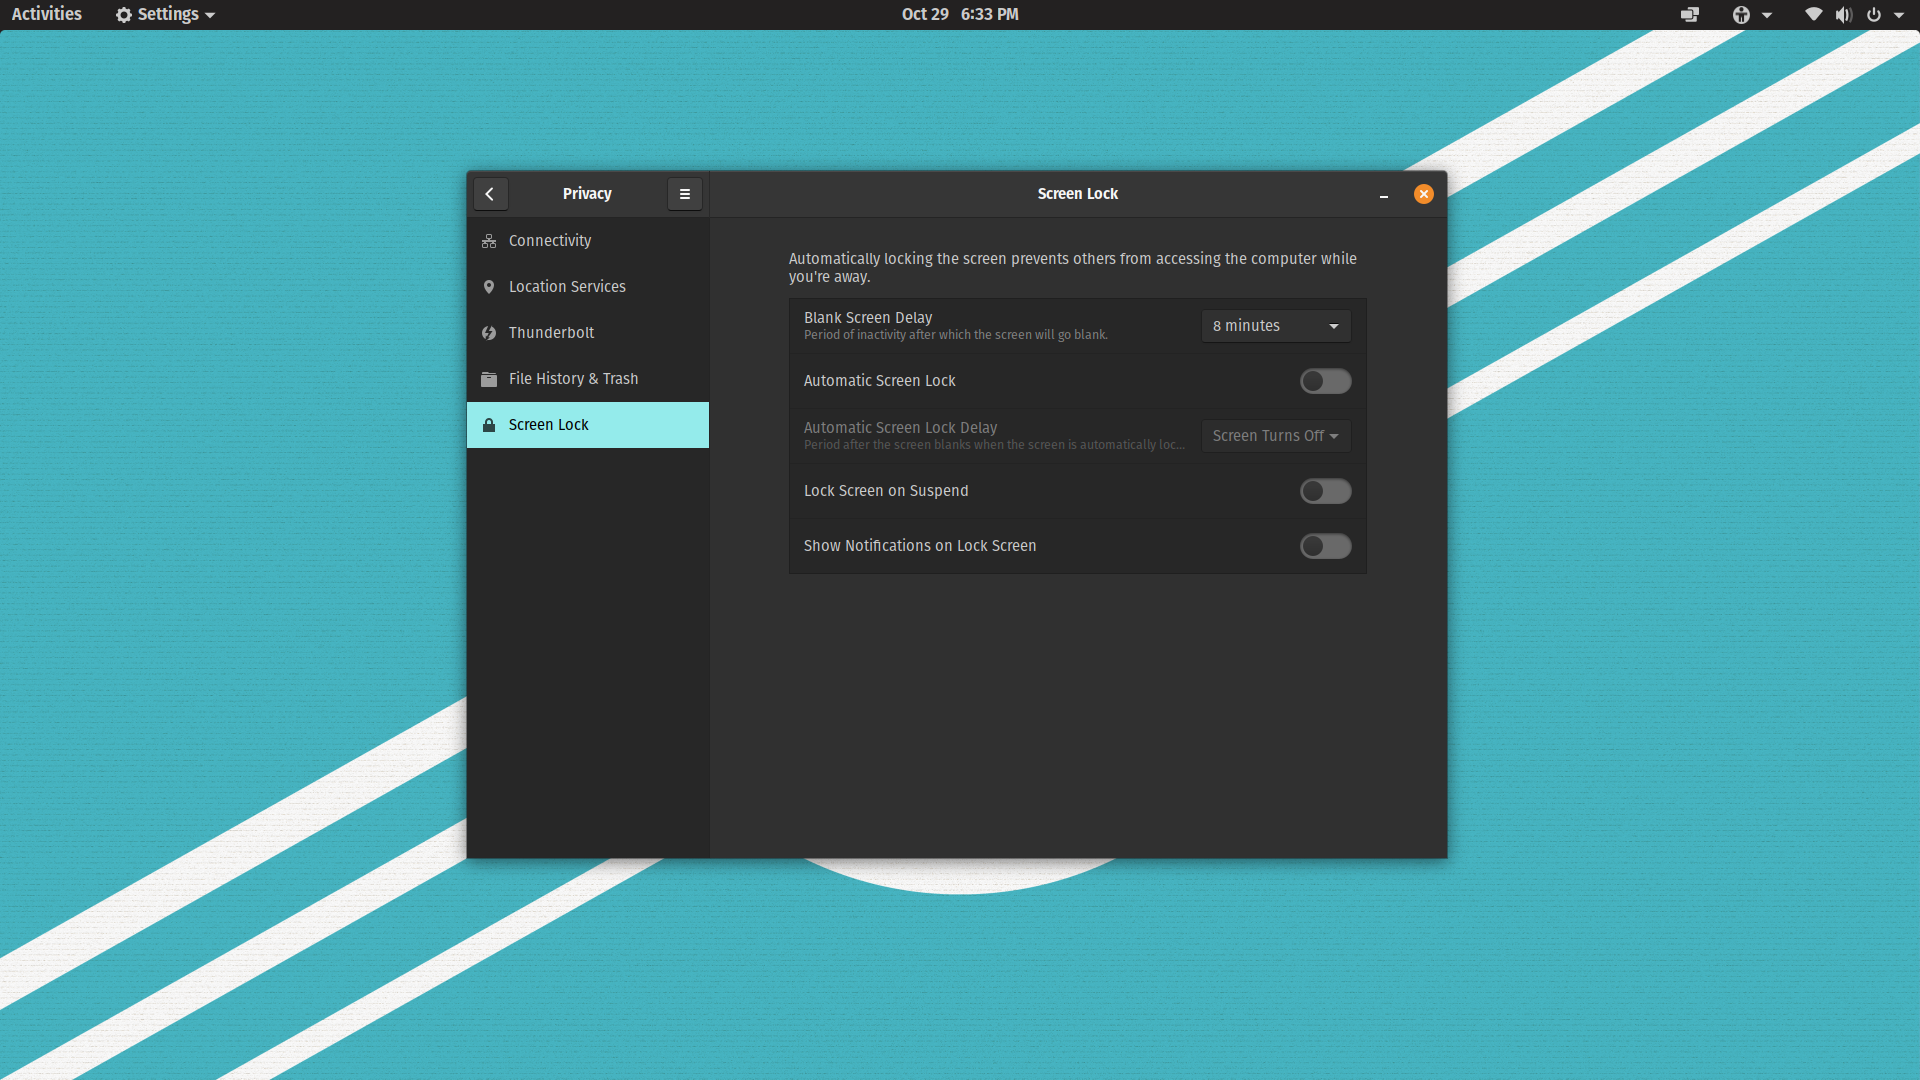 Activities
Settings
Oct 29 6:33 PM
Privacy
Screen Lock
Connectivity
Location Services
Thunderbolt
File History & Trash
Screen Lock
Automatically locking the screen prevents others from accessing the computer while
you're away.
Blank Screen Delay
Period of inactivity after which the screen will go blank.
8 minutes
Automatic Screen Lock
Automatic Screen Lock Delay
Period after the screen blanks when the screen is automatically loc...
Screen Turns Off
Lock Screen on Suspend
Show Notifications on Lock Screen